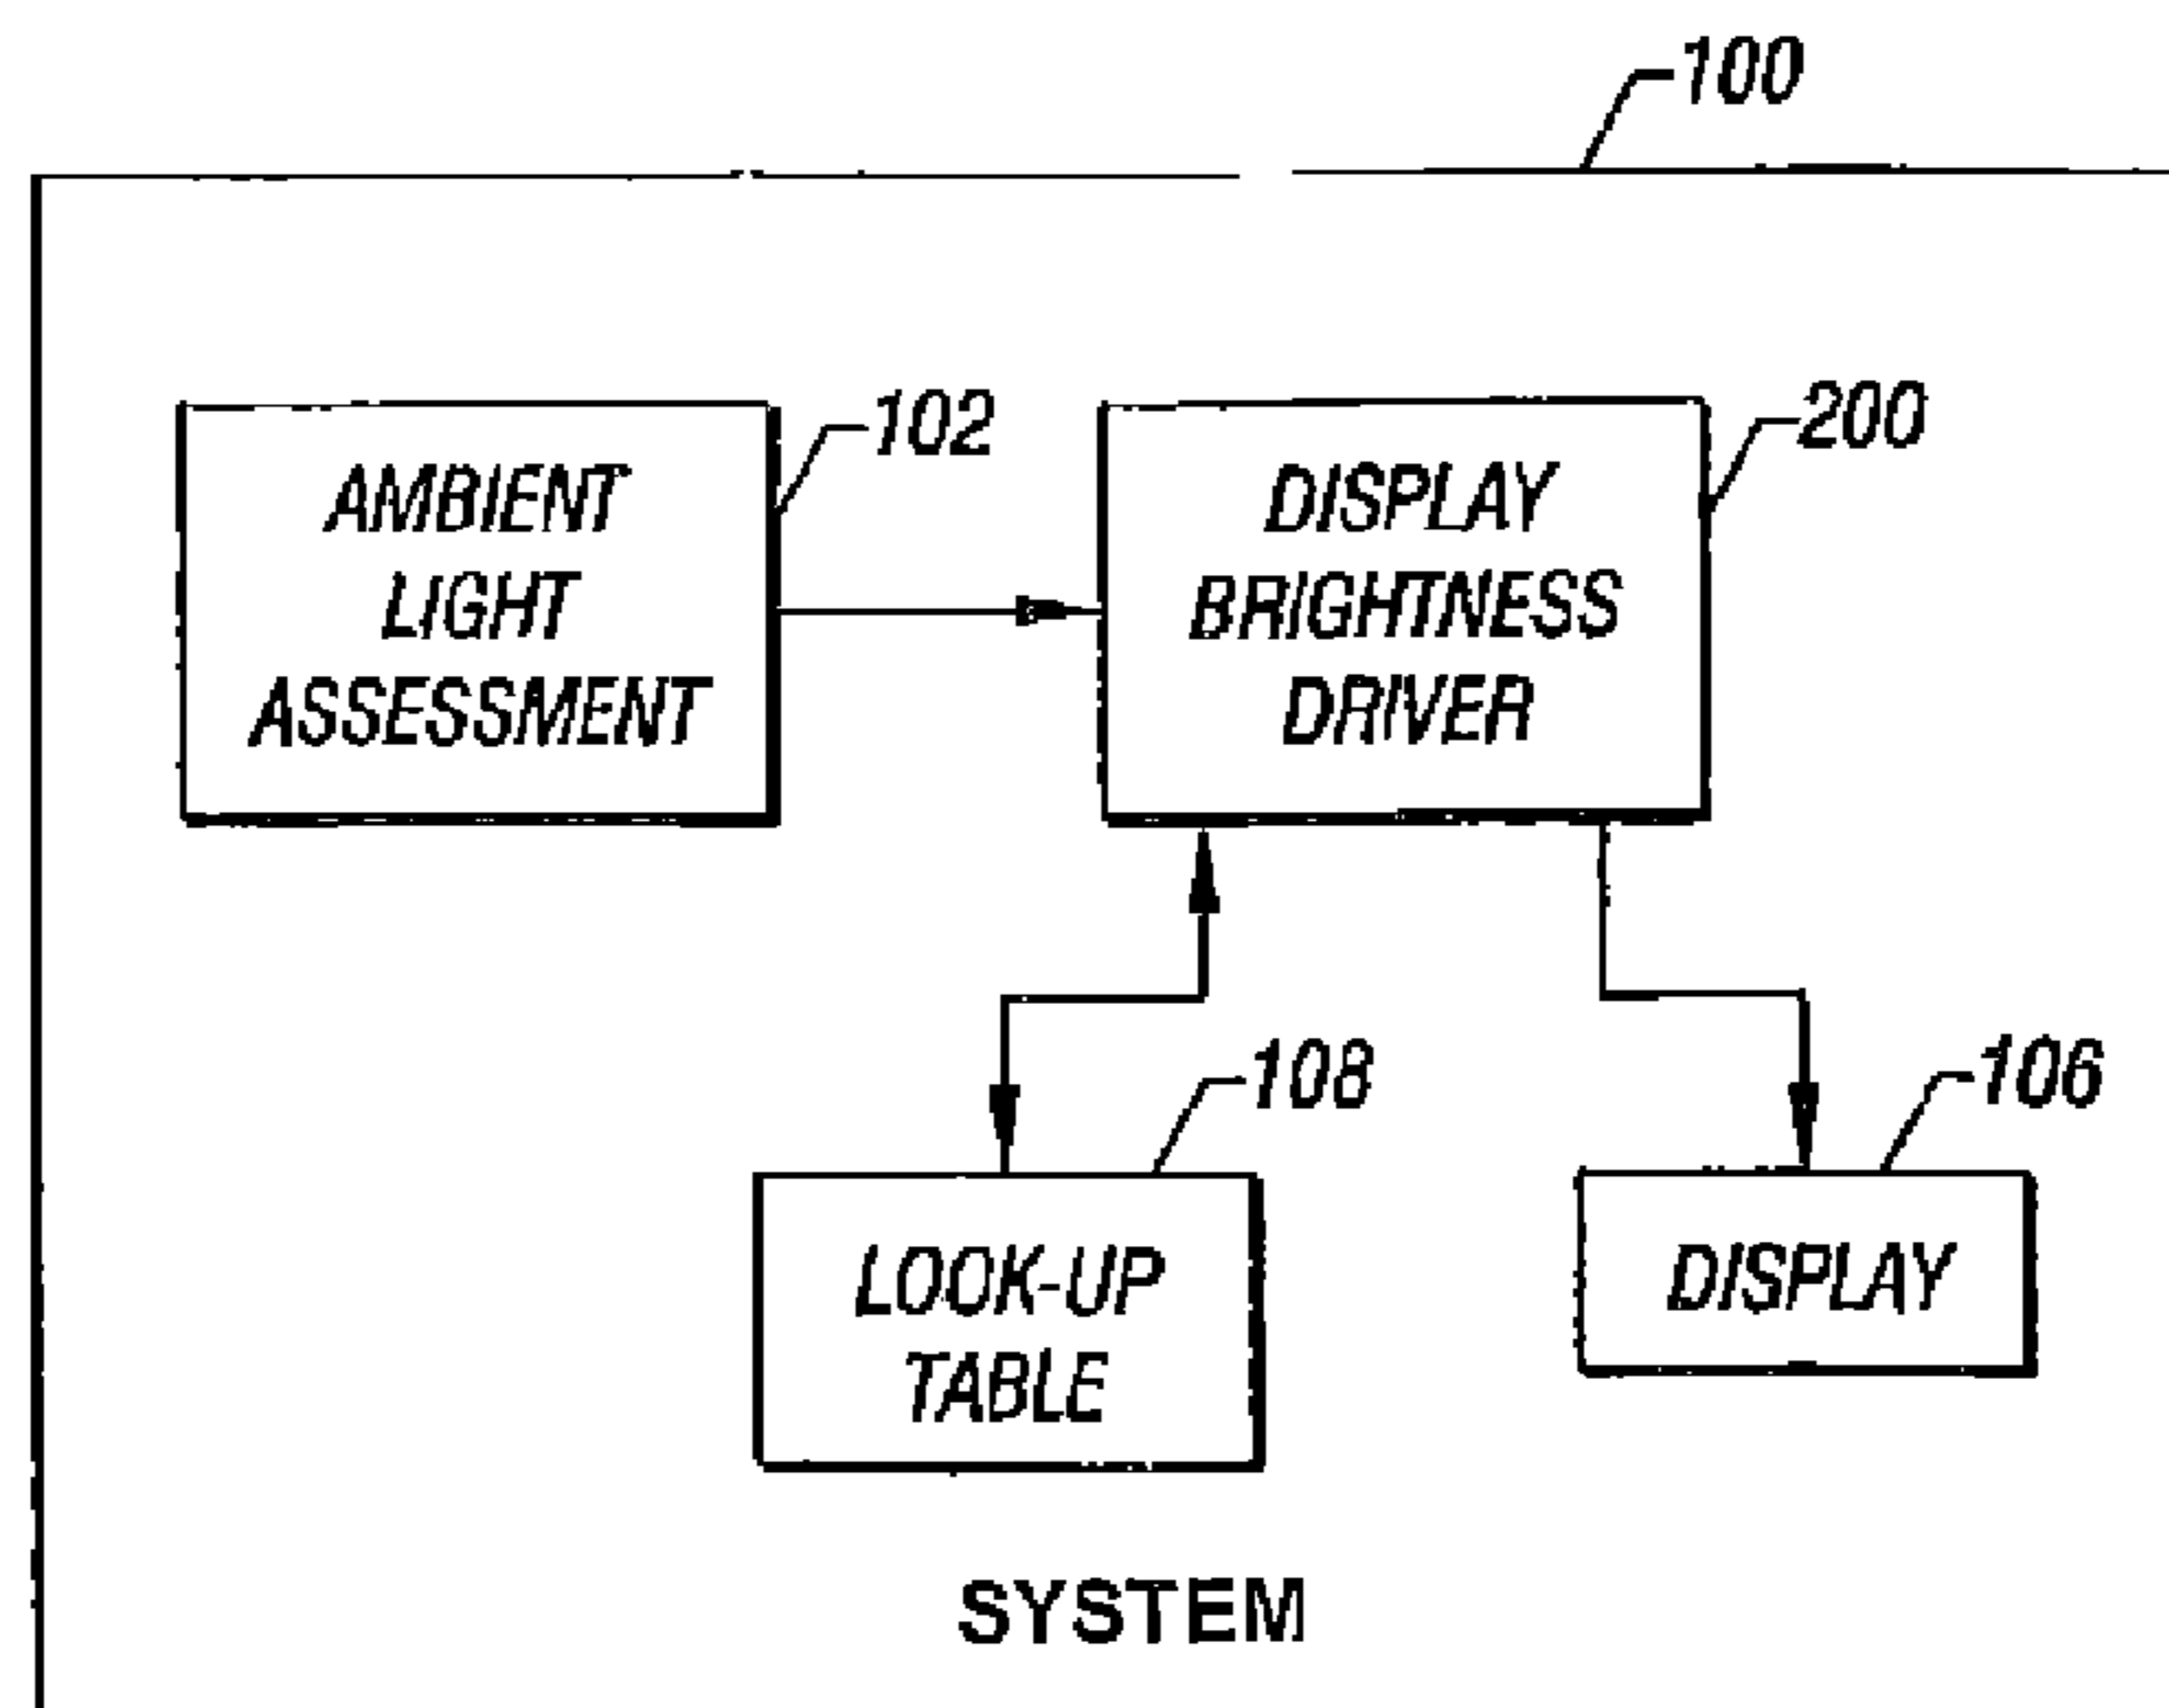 100
102
200
AMBIENT
LIGHT
ASSESSMENT
DISPLAY
BRIGHTNESS
DRIVER
108
106
LOOK-UP
TABLE
DISPLAY
SYSTEM